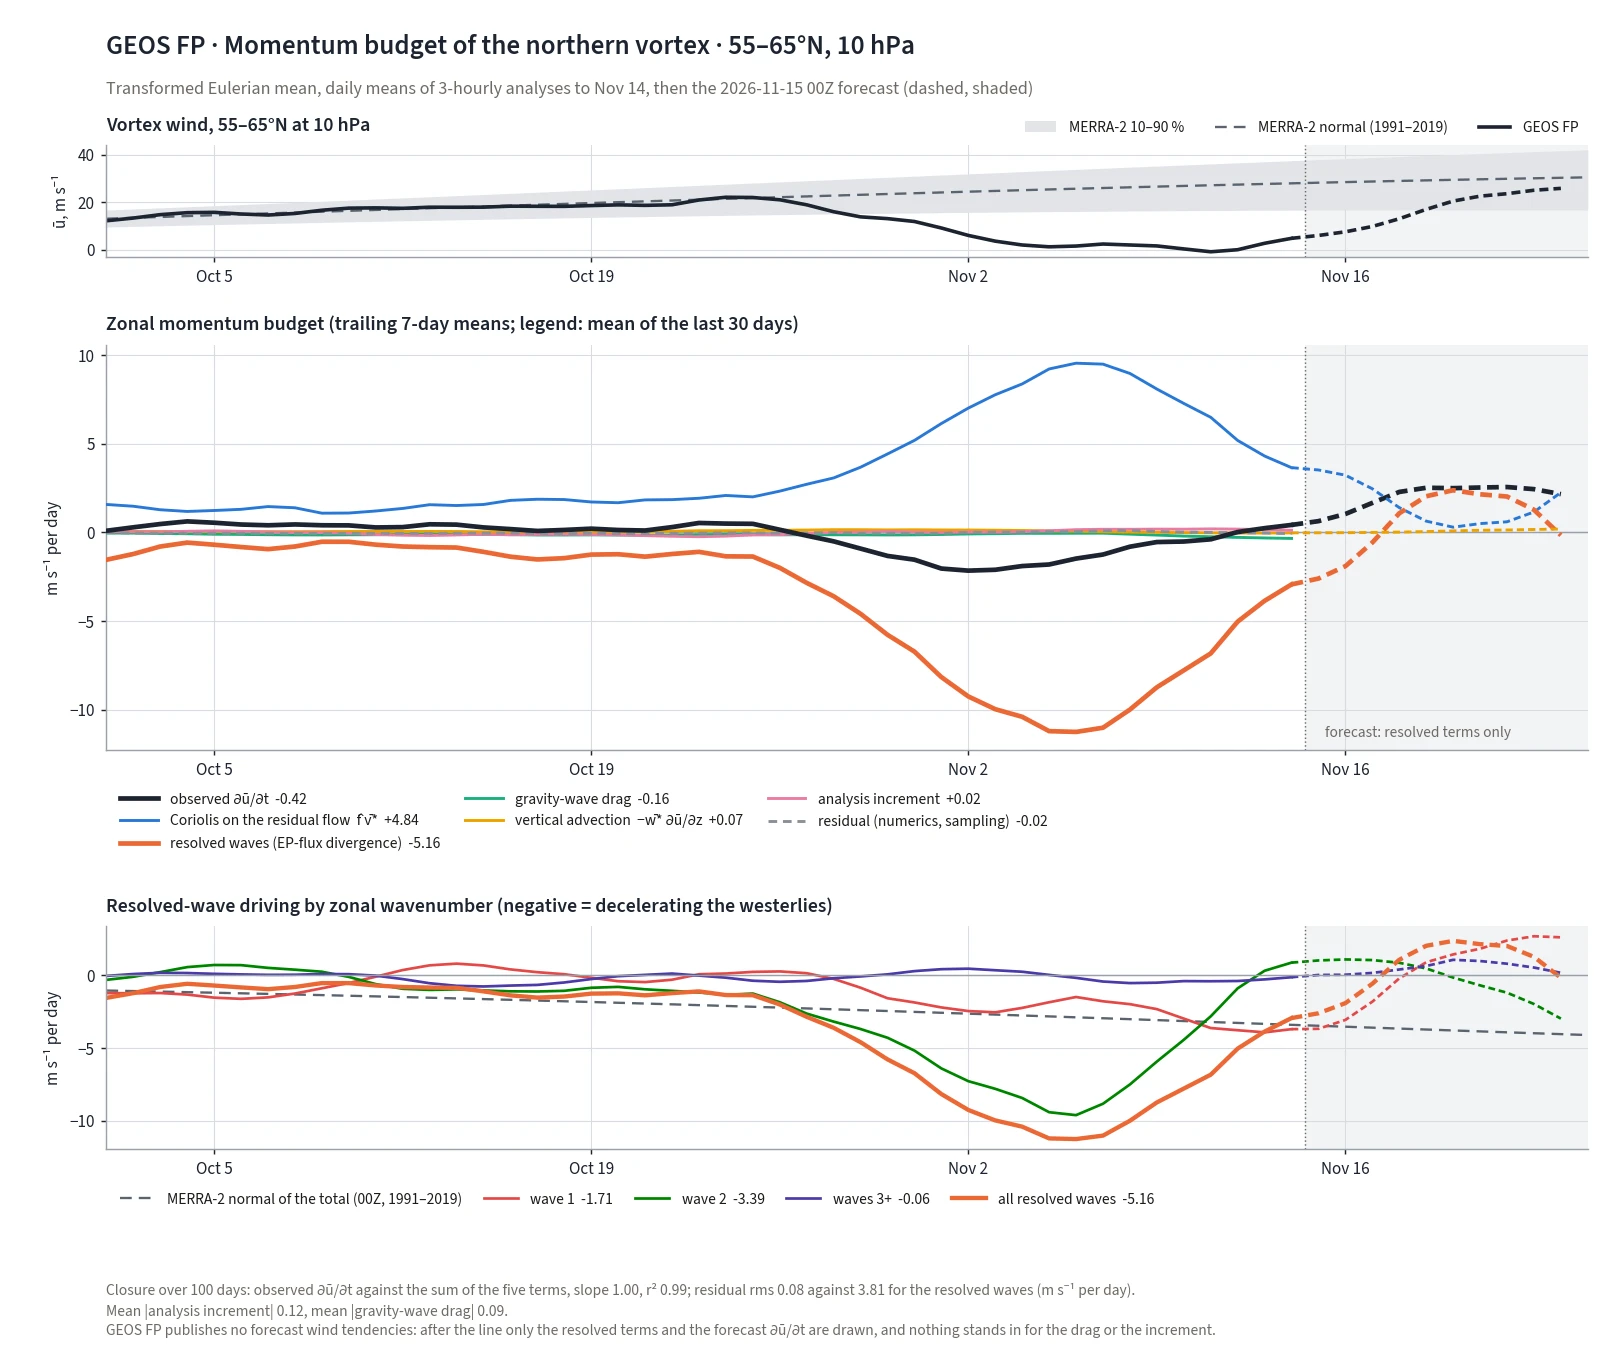 GEOS FP · Momentum budget of the northern vortex · 55–65°N, 10 hPa
Transformed Eulerian mean, daily means of 3-hourly analyses to Nov 14, then the 2026-11-15 00Z forecast (dashed, shaded)
Vortex wind, 55–65°N at 10 hPa
MERRA-2 10–90 %
MERRA-2 normal (1991–2019)
GEOS FP
ū, m s⁻¹
40
20
0
Oct 5
Oct 19
Nov 2
Nov 16
Zonal momentum budget (trailing 7-day means; legend: mean of the last 30 days)
m s⁻¹ per day
10
5
0
−5
−10
forecast: resolved terms only
Oct 5
Oct 19
Nov 2
Nov 16
observed ∂ū/∂t -0.42
gravity-wave drag -0.16
analysis increment +0.02
Coriolis on the residual flow f v̄* +4.84
vertical advection −w̄* ∂ū/∂z +0.07
residual (numerics, sampling) -0.02
resolved waves (EP-flux divergence) -5.16
Resolved-wave driving by zonal wavenumber (negative = decelerating the westerlies)
m s⁻¹ per day
0
−5
−10
Oct 5
Oct 19
Nov 2
Nov 16
MERRA-2 normal of the total (00Z, 1991–2019)
wave 1 -1.71
wave 2 -3.39
waves 3+ -0.06
all resolved waves -5.16
Closure over 100 days: observed ∂ū/∂t against the sum of the five terms, slope 1.00, r² 0.99; residual rms 0.08 against 3.81 for the resolved waves (m s⁻¹ per day).
Mean |analysis increment| 0.12, mean |gravity-wave drag| 0.09.
GEOS FP publishes no forecast wind tendencies: after the line only the resolved terms and the forecast ∂ū/∂t are drawn, and nothing stands in for the drag or the increment.